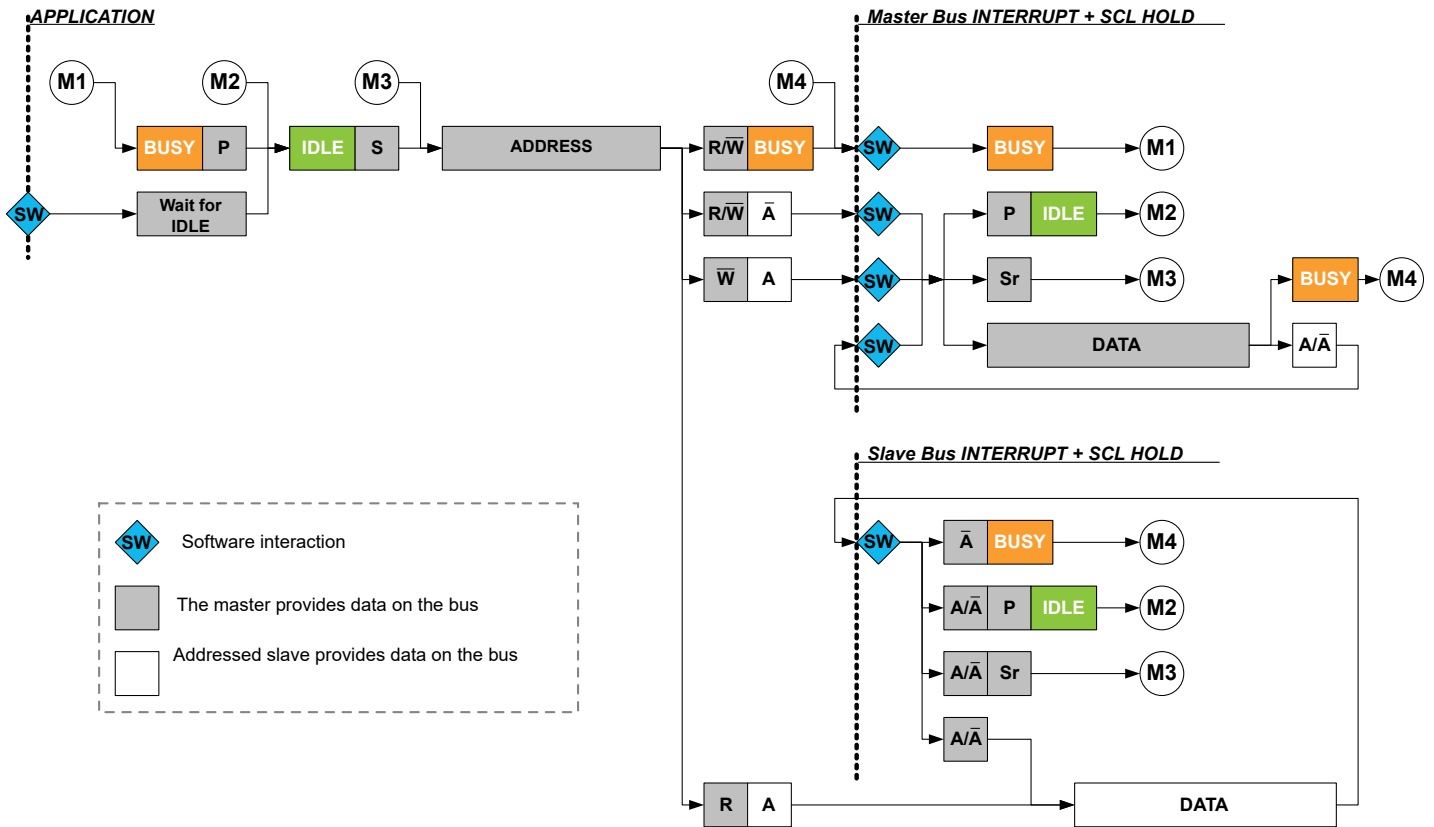 APPLICATION
Master Bus INTERRUPT + SCL HOLD
M1
M2
M3
M4
BUSY P
IDLE S
ADDRESS
R/W̅ BUSY
SW
BUSY
M1
SW
Wait for
IDLE
R/W̅ A̅
SW
P IDLE
M2
W̅ A
SW
Sr
M3
BUSY
M4
SW
DATA
A/A̅
Slave Bus INTERRUPT + SCL HOLD
SW
A̅ BUSY
M4
A/A̅ P IDLE
M2
A/A̅ Sr
M3
A/A̅
R A
DATA
SW Software interaction
The master provides data on the bus
Addressed slave provides data on the bus